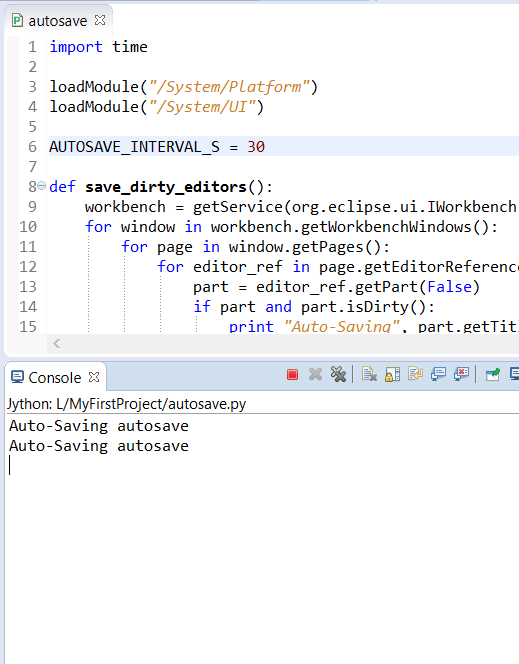 autosave
1 import time
2
3 loadModule("/System/Platform")
4 loadModule("/System/UI")
5
6 AUTOSAVE_INTERVAL_S = 30
7
8 def save_dirty_editors():
9 workbench = getService(org.eclipse.ui.IWorkbench
10 for window in workbench.getWorkbenchWindows():
11 for page in window.getPages():
12 for editor_ref in page.getEditorReference
13 part = editor_ref.getPart(False)
14 if part and part.isDirty():
15 print "Auto-Saving", part.getTitl
Console
Jython: L/MyFirstProject/autosave.py
Auto-Saving autosave
Auto-Saving autosave